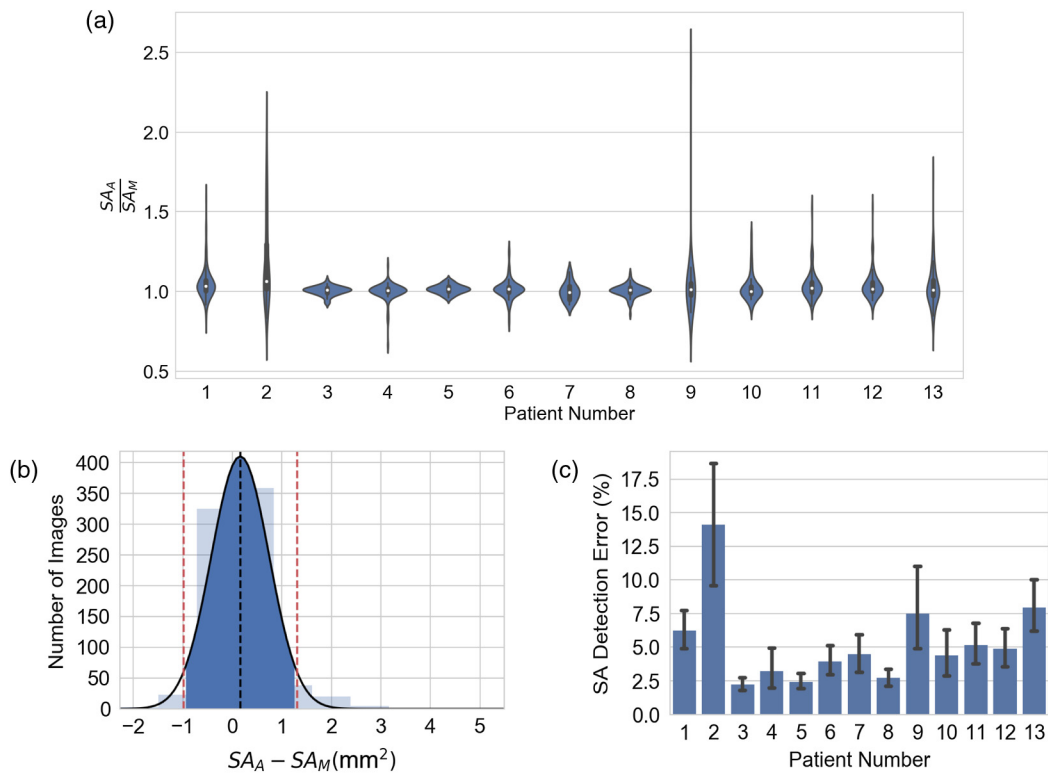 (a)
2.5
2.0
1.5
1.0
0.5
SA_A
SA_M
1 2 3 4 5 6 7 8 9 10 11 12 13
Patient Number
(b)
400
350
300
250
200
150
100
50
0
Number of Images
−2 −1 0 1 2 3 4 5
SA_A − SA_M(mm²)
(c)
17.5
15.0
12.5
10.0
7.5
5.0
2.5
0.0
SA Detection Error (%)
1 2 3 4 5 6 7 8 9 10 11 12 13
Patient Number